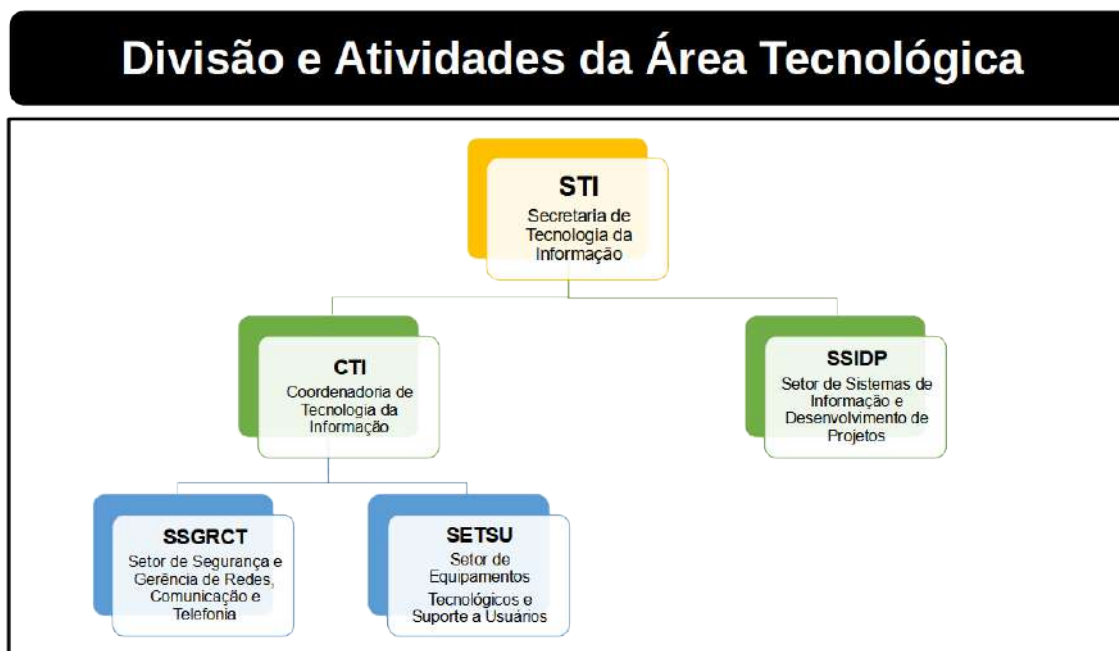 Divisão e Atividades da Área Tecnológica
STI
Secretaria de
Tecnologia da
Informação
CTI
Coordenadoria de
Tecnologia da
Informação
SSIDP
Setor de Sistemas de
Informação e
Desenvolvimento de
Projetos
SSGRCT
Setor de Segurança e
Gerência de Redes,
Comunicação e
Telefonia
SETSU
Setor de
Equipamentos
Tecnológicos e
Suporte a Usuários